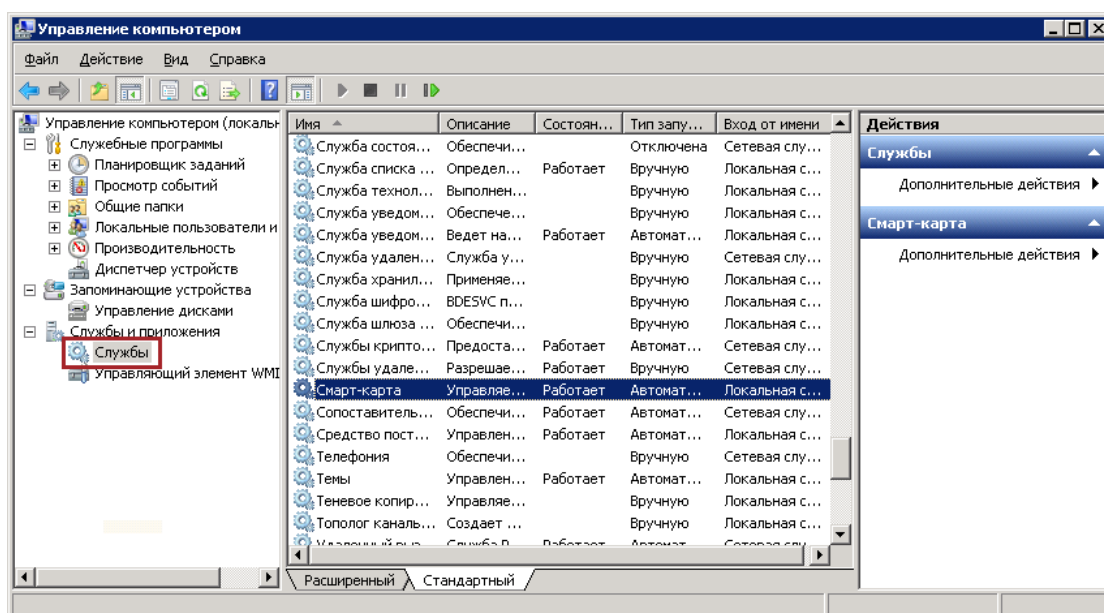 Управление компьютером
Файл Действие Вид Справка
Управление компьютером (локальн
Служебные программы
Планировщик заданий
Просмотр событий
Общие папки
Локальные пользователи и
Производительность
Диспетчер устройств
Запоминающие устройства
Управление дисками
Службы и приложения
Службы
Управляющий элемент WMI
Имя Описание Состоян... Тип запу... Вход от имени
Служба состоя... Обеспечи... Отключена Сетевая слу...
Служба списка ... Определ... Работает Вручную Локальная с...
Служба технол... Выполнен... Вручную Локальная с...
Служба уведом... Обеспече... Вручную Локальная с...
Служба уведом... Ведет на... Работает Автомат... Локальная с...
Служба удален... Служба у... Вручную Сетевая слу...
Служба хранил... Применяе... Вручную Локальная с...
Служба шифро... BDESVC п... Вручную Локальная с...
Служба шлюза ... Обеспечи... Вручную Локальная с...
Службы крипто... Предоста... Работает Автомат... Сетевая слу...
Службы удале... Разрешае... Работает Вручную Сетевая слу...
Смарт-карта Управляе... Работает Автомат... Локальная с...
Сопоставитель... Обеспечи... Работает Автомат... Сетевая слу...
Средство пост... Управлен... Работает Автомат... Локальная с...
Телефония Обеспечи... Вручную Сетевая слу...
Темы Управлен... Работает Автомат... Локальная с...
Теневое копир... Управляе... Вручную Локальная с...
Тополог каналь... Создает ... Вручную Локальная с...
Расширенный Стандартный
Действия
Службы
Дополнительные действия
Смарт-карта
Дополнительные действия